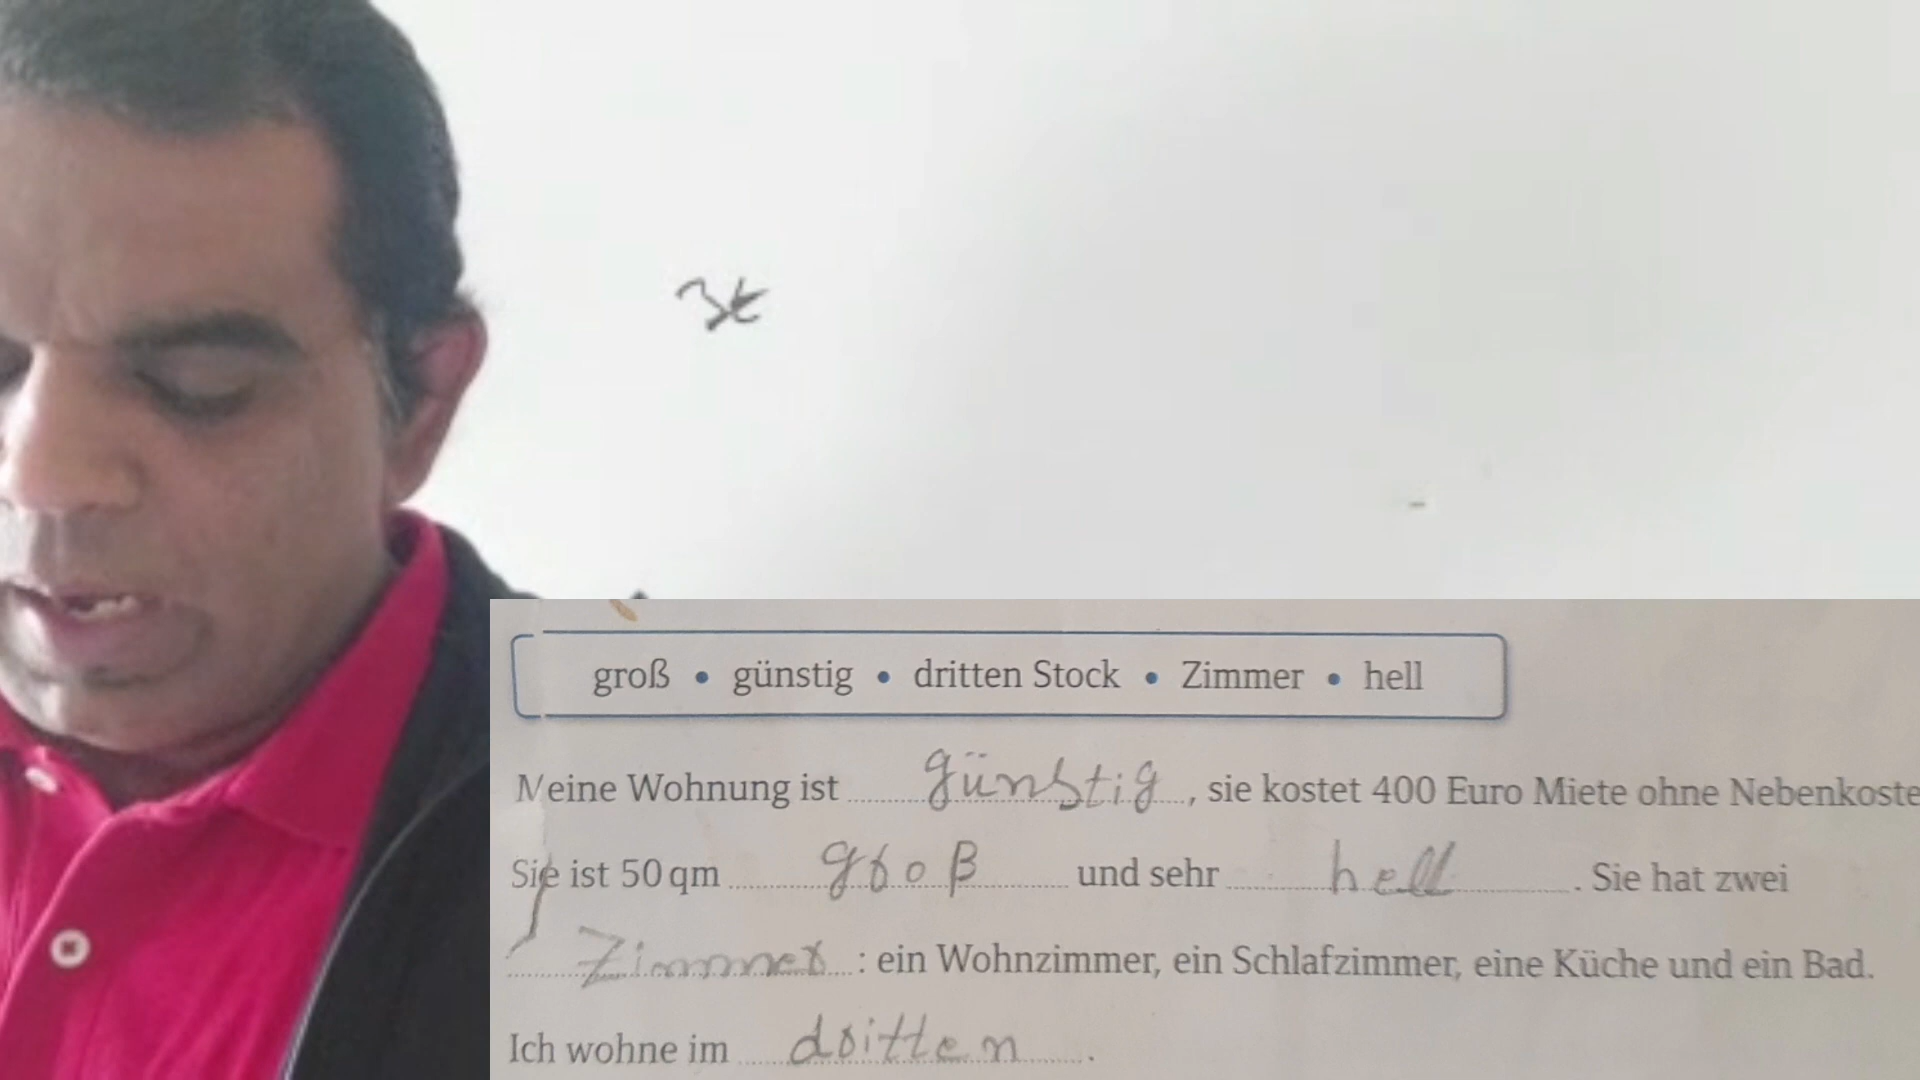 3t
groß • günstig • dritten Stock • Zimmer • hell
Meine Wohnung ist günstig, sie kostet 400 Euro Miete ohne Nebenkoste
Sie ist 50 qm groß und sehr hell. Sie hat zwei
Zimmer: ein Wohnzimmer, ein Schlafzimmer, eine Küche und ein Bad.
Ich wohne im dritten.